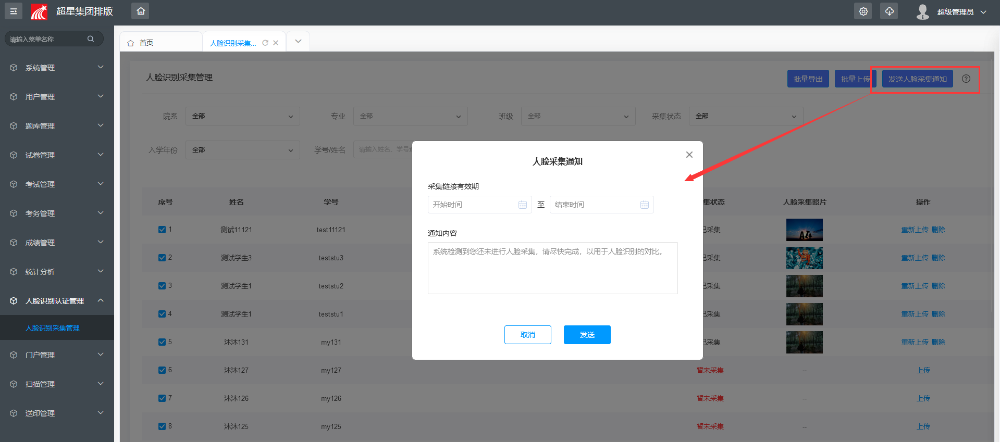 超星集团排版
超级管理员
请输入菜单名称
首页
人脸识别采集...
系统管理
用户管理
题库管理
试卷管理
考试管理
考务管理
成绩管理
统计分析
人脸识别认证管理
人脸识别采集管理
门户管理
扫描管理
送印管理
人脸识别采集管理
批量导出 批量上传 发送人脸采集通知
院系 全部 专业 全部 班级 全部 采集状态 全部
入学年份 全部 学号/姓名 请输入姓名、学号
人脸采集通知
采集链接有效期
开始时间 至 结束时间
通知内容
系统检测到您还未进行人脸采集，请尽快完成，以用于人脸识别的对比。
取消 发送
序号 姓名 学号 集状态 人脸采集照片 操作
1 测试11121 test11121 已采集 重新上传 删除
2 测试学生3 teststu3 已采集 重新上传 删除
3 测试学生1 teststu2 已采集 重新上传 删除
4 测试学生1 teststu1 已采集 重新上传 删除
5 沐沐131 my131 已采集 重新上传 删除
6 沐沐127 my127 暂未采集 -- 上传
7 沐沐126 my126 暂未采集 -- 上传
8 沐沐125 my125 暂未采集 -- 上传